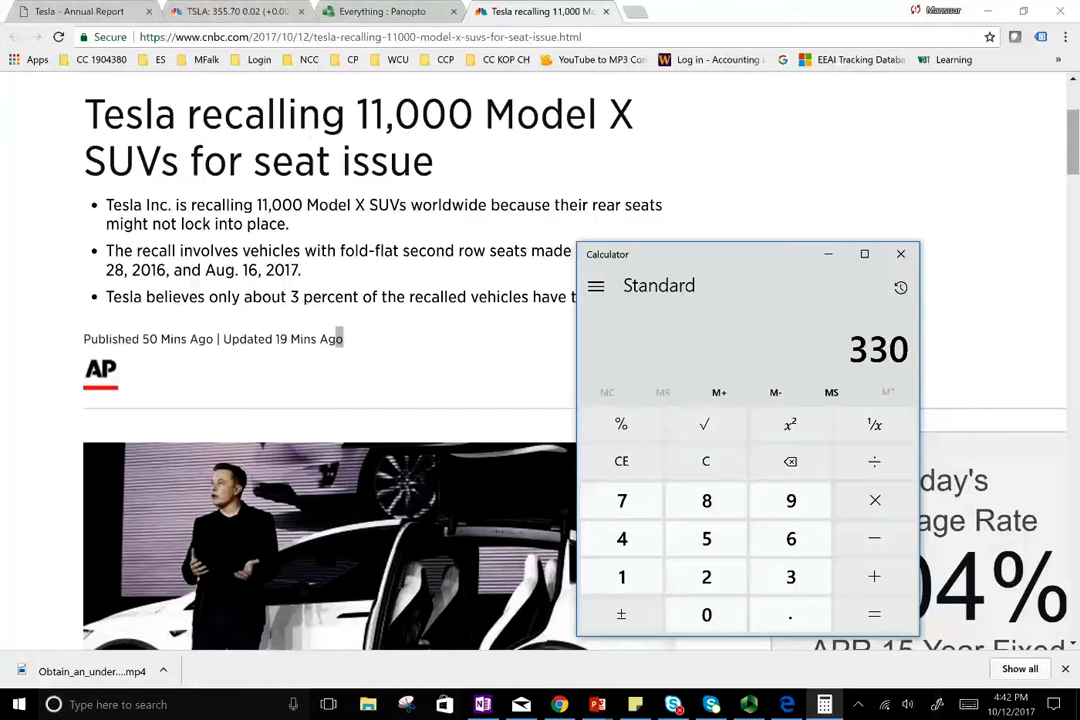 Tesla - Annual Report
TSLA: 355.70 0.02 (+0.0
Everything : Panopto
Tesla recalling 11,000 Mo
Mansuur
Secure
https://www.cnbc.com/2017/10/12/tesla-recalling-11000-model-x-suvs-for-seat-issue.html
Apps
CC 1904380
ES
MFalk
Login
NCC
CP
WCU
CCP
CC KOP CH
YouTube to MP3 Con
Log in - Accounting
EEAI Tracking Databa
WBT Learning
»
Tesla recalling 11,000 Model X
SUVs for seat issue
• Tesla Inc. is recalling 11,000 Model X SUVs worldwide because their rear seats
might not lock into place.
• The recall involves vehicles with fold-flat second row seats made
28, 2016, and Aug. 16, 2017.
• Tesla believes only about 3 percent of the recalled vehicles have t
Published 50 Mins Ago | Updated 19 Mins Ago
AP
Calculator
Standard
330
MC MR M+ M- MS M˅
% √ x² ¹/x
CE C ⌫ ÷
7 8 9 ×
4 5 6 −
1 2 3 +
± 0 . =
day's
age Rate
04%
APR 15 Year Fixed
Obtain_an_under....mp4
Show all
Type here to search
4:42 PM
10/12/2017